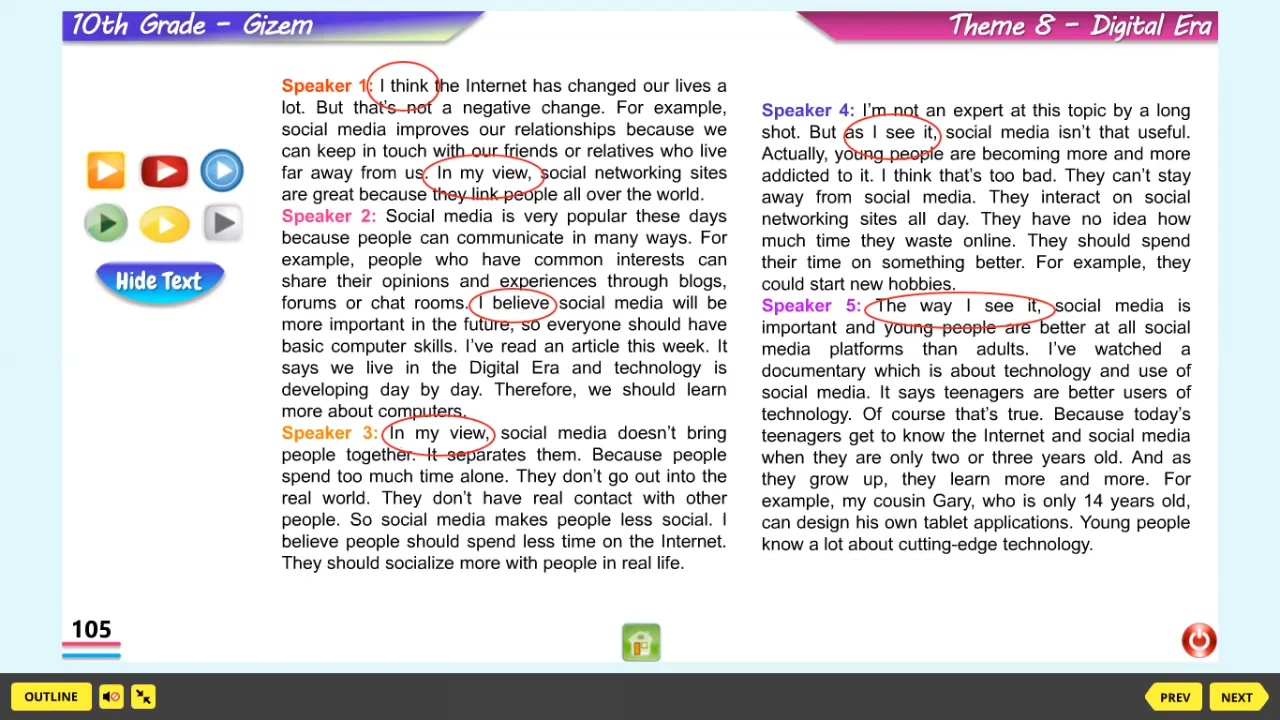 10th Grade - Gizem
Theme 8 - Digital Era
Speaker 1: I think the Internet has changed our lives a
lot. But that's not a negative change. For example,
social media improves our relationships because we
can keep in touch with our friends or relatives who live
far away from us. In my view, social networking sites
are great because they link people all over the world.
Speaker 2: Social media is very popular these days
because people can communicate in many ways. For
example, people who have common interests can
share their opinions and experiences through blogs,
forums or chat rooms. I believe social media will be
more important in the future, so everyone should have
basic computer skills. I've read an article this week. It
says we live in the Digital Era and technology is
developing day by day. Therefore, we should learn
more about computers.
Speaker 3: In my view, social media doesn't bring
people together. It separates them. Because people
spend too much time alone. They don't go out into the
real world. They don't have real contact with other
people. So social media makes people less social. I
believe people should spend less time on the Internet.
They should socialize more with people in real life.
Speaker 4: I'm not an expert at this topic by a long
shot. But as I see it, social media isn't that useful.
Actually, young people are becoming more and more
addicted to it. I think that's too bad. They can't stay
away from social media. They interact on social
networking sites all day. They have no idea how
much time they waste online. They should spend
their time on something better. For example, they
could start new hobbies.
Speaker 5: The way I see it, social media is
important and young people are better at all social
media platforms than adults. I've watched a
documentary which is about technology and use of
social media. It says teenagers are better users of
technology. Of course that's true. Because today's
teenagers get to know the Internet and social media
when they are only two or three years old. And as
they grow up, they learn more and more. For
example, my cousin Gary, who is only 14 years old,
can design his own tablet applications. Young people
know a lot about cutting-edge technology.
Hide Text
105
OUTLINE
PREV
NEXT